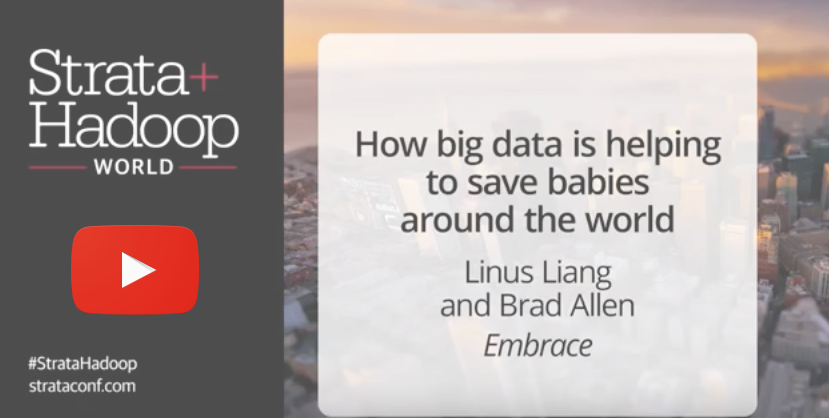 Strata+
Hadoop
WORLD
#StrataHadoop
strataconf.com
How big data is helping
to save babies
around the world
Linus Liang
and Brad Allen
Embrace